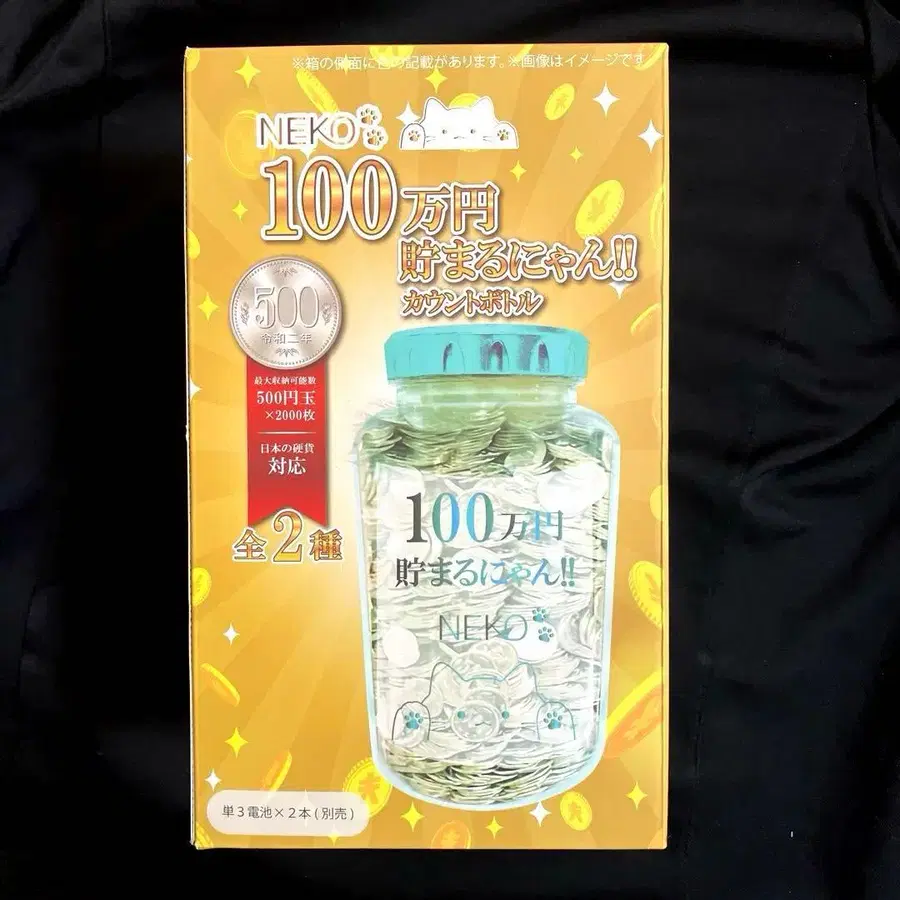 ※箱の側面に色の記載があります。※画像はイメージです
NEKO
100万円
貯まるにゃん!!
カウントボトル
500
令和二年
最大収納可能数
500円玉
×2000枚
日本の硬貨
対応
全2種
100万円
貯まるにゃん!!
NEKO
単3電池×2本(別売)